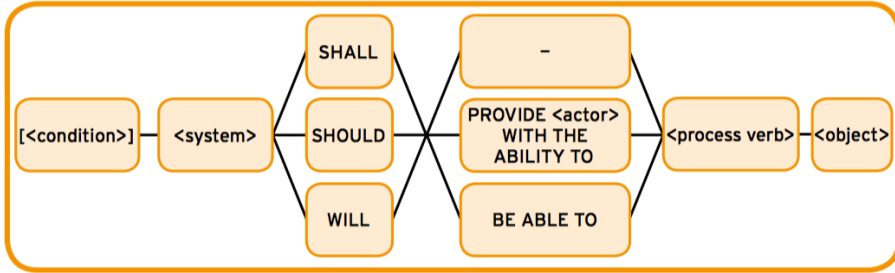 [<condition>]
<system>
SHALL
SHOULD
WILL
–
PROVIDE <actor>
WITH THE
ABILITY TO
BE ABLE TO
<process verb>
<object>